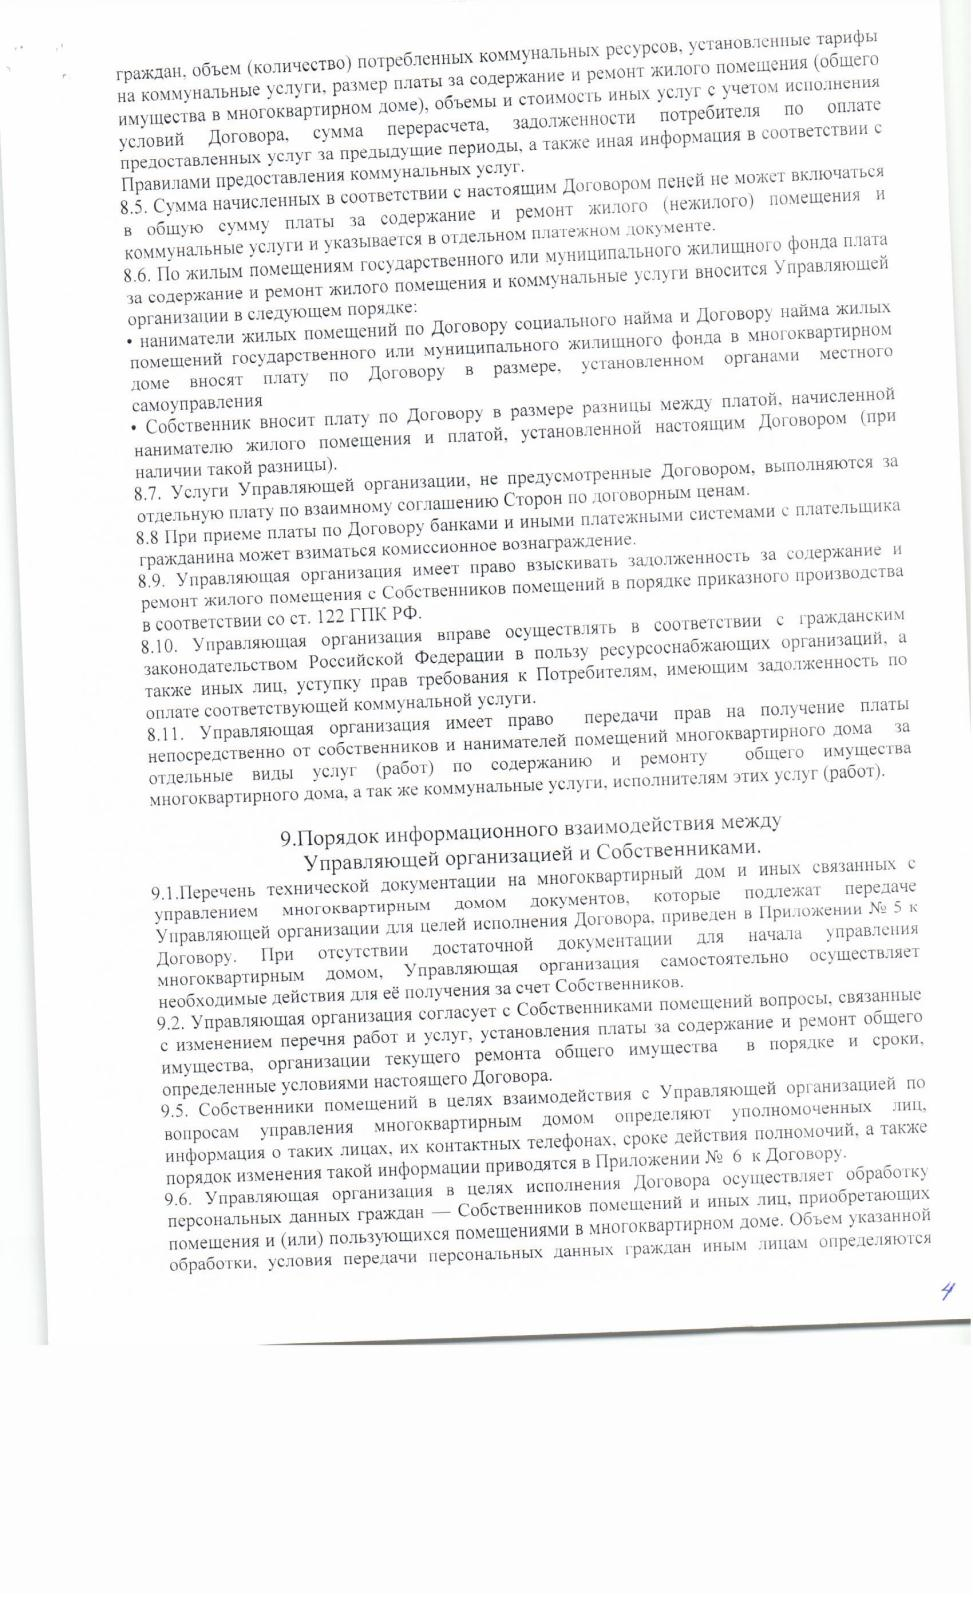 граждан, объем (количество) потребленных коммунальных ресурсов, установленные тарифы
на коммунальные услуги, размер платы за содержание и ремонт жилого помещения (общего
имущества в многоквартирном доме), объемы и стоимость иных услуг с учетом исполнения
условий Договора, сумма перерасчета, задолженности потребителя по оплате
предоставленных услуг за предыдущие периоды, а также иная информация в соответствии с
Правилами предоставления коммунальных услуг.
8.5. Сумма начисленных в соответствии с настоящим Договором пеней не может включаться
в общую сумму платы за содержание и ремонт жилого (нежилого) помещения и
коммунальные услуги и указывается в отдельном платежном документе.
8.6. По жилым помещениям государственного или муниципального жилищного фонда плата
за содержание и ремонт жилого помещения и коммунальные услуги вносится Управляющей
организации в следующем порядке:
• наниматели жилых помещений по Договору социального найма и Договору найма жилых
помещений государственного или муниципального жилищного фонда в многоквартирном
доме вносят плату по Договору в размере, установленном органами местного
самоуправления
• Собственник вносит плату по Договору в размере разницы между платой, начисленной
нанимателю жилого помещения и платой, установленной настоящим Договором (при
наличии такой разницы).
8.7. Услуги Управляющей организации, не предусмотренные Договором, выполняются за
отдельную плату по взаимному соглашению Сторон по договорным ценам.
8.8 При приеме платы по Договору банками и иными платежными системами с плательщика
гражданина может взиматься комиссионное вознаграждение.
8.9. Управляющая организация имеет право взыскивать задолженность за содержание и
ремонт жилого помещения с Собственников помещений в порядке приказного производства
в соответствии со ст. 122 ГПК РФ.
8.10. Управляющая организация вправе осуществлять в соответствии с гражданским
законодательством Российской Федерации в пользу ресурсоснабжающих организаций, а
также иных лиц, уступку прав требования к Потребителям, имеющим задолженность по
оплате соответствующей коммунальной услуги.
8.11. Управляющая организация имеет право передачи прав на получение платы
непосредственно от собственников и нанимателей помещений многоквартирного дома за
отдельные виды услуг (работ) по содержанию и ремонту общего имущества
многоквартирного дома, а так же коммунальные услуги, исполнителям этих услуг (работ).
9.Порядок информационного взаимодействия между
Управляющей организацией и Собственниками.
9.1.Перечень технической документации на многоквартирный дом и иных связанных с
управлением многоквартирным домом документов, которые подлежат передаче
Управляющей организации для целей исполнения Договора, приведен в Приложении № 5 к
Договору. При отсутствии достаточной документации для начала управления
многоквартирным домом, Управляющая организация самостоятельно осуществляет
необходимые действия для её получения за счет Собственников.
9.2. Управляющая организация согласует с Собственниками помещений вопросы, связанные
с изменением перечня работ и услуг, установления платы за содержание и ремонт общего
имущества, организации текущего ремонта общего имущества в порядке и сроки,
определенные условиями настоящего Договора.
9.5. Собственники помещений в целях взаимодействия с Управляющей организацией по
вопросам управления многоквартирным домом определяют уполномоченных лиц,
информация о таких лицах, их контактных телефонах, сроке действия полномочий, а также
порядок изменения такой информации приводятся в Приложении № 6 к Договору.
9.6. Управляющая организация в целях исполнения Договора осуществляет обработку
персональных данных граждан — Собственников помещений и иных лиц, приобретающих
помещения и (или) пользующихся помещениями в многоквартирном доме. Объем указанной
обработки, условия передачи персональных данных граждан иным лицам определяются
4